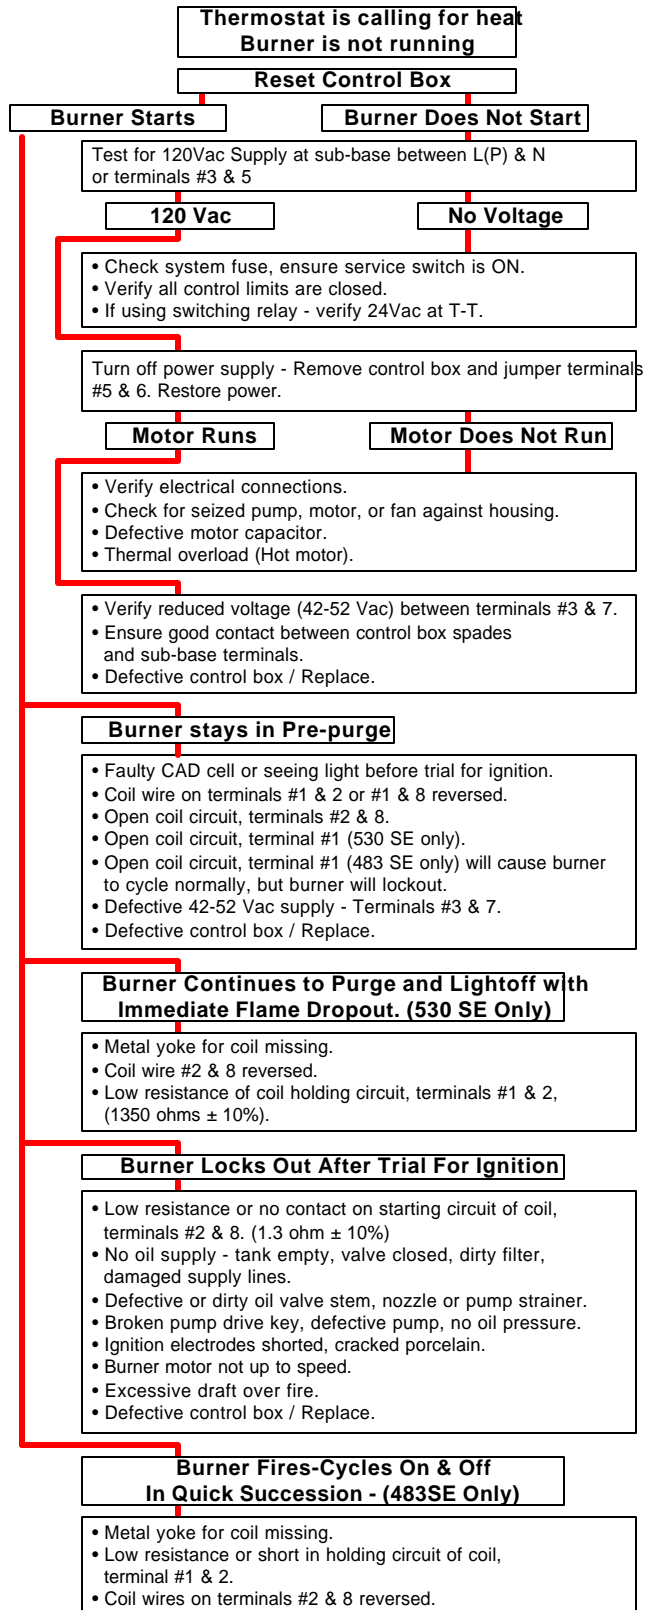 Thermostat is calling for heat
Burner is not running
Reset Control Box
Burner Starts
Burner Does Not Start
Test for 120Vac Supply at sub-base between L(P) & N
or terminals #3 & 5
120 Vac
No Voltage
• Check system fuse, ensure service switch is ON.
• Verify all control limits are closed.
• If using switching relay - verify 24Vac at T-T.
Turn off power supply - Remove control box and jumper terminals
#5 & 6. Restore power.
Motor Runs
Motor Does Not Run
• Verify electrical connections.
• Check for seized pump, motor, or fan against housing.
• Defective motor capacitor.
• Thermal overload (Hot motor).
• Verify reduced voltage (42-52 Vac) between terminals #3 & 7.
• Ensure good contact between control box spades
and sub-base terminals.
• Defective control box / Replace.
Burner stays in Pre-purge
• Faulty CAD cell or seeing light before trial for ignition.
• Coil wire on terminals #1 & 2 or #1 & 8 reversed.
• Open coil circuit, terminals #2 & 8.
• Open coil circuit, terminal #1 (530 SE only).
• Open coil circuit, terminal #1 (483 SE only) will cause burner
to cycle normally, but burner will lockout.
• Defective 42-52 Vac supply - Terminals #3 & 7.
• Defective control box / Replace.
Burner Continues to Purge and Lightoff with
Immediate Flame Dropout. (530 SE Only)
• Metal yoke for coil missing.
• Coil wire #2 & 8 reversed.
• Low resistance of coil holding circuit, terminals #1 & 2,
(1350 ohms ± 10%).
Burner Locks Out After Trial For Ignition
• Low resistance or no contact on starting circuit of coil,
terminals #2 & 8. (1.3 ohm ± 10%)
• No oil supply - tank empty, valve closed, dirty filter,
damaged supply lines.
• Defective or dirty oil valve stem, nozzle or pump strainer.
• Broken pump drive key, defective pump, no oil pressure.
• Ignition electrodes shorted, cracked porcelain.
• Burner motor not up to speed.
• Excessive draft over fire.
• Defective control box / Replace.
Burner Fires-Cycles On & Off
In Quick Succession - (483SE Only)
• Metal yoke for coil missing.
• Low resistance or short in holding circuit of coil,
terminal #1 & 2.
• Coil wires on terminals #2 & 8 reversed.